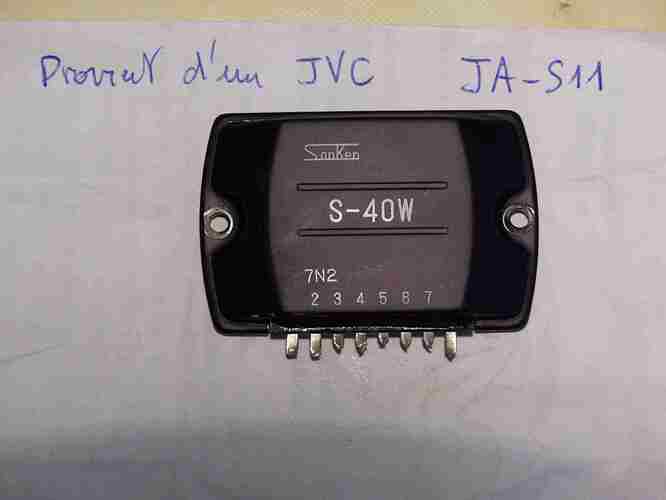 Provient d'un JVC JA-S11
SanKen
S-40W
7N2
2 3 4 5 6 7